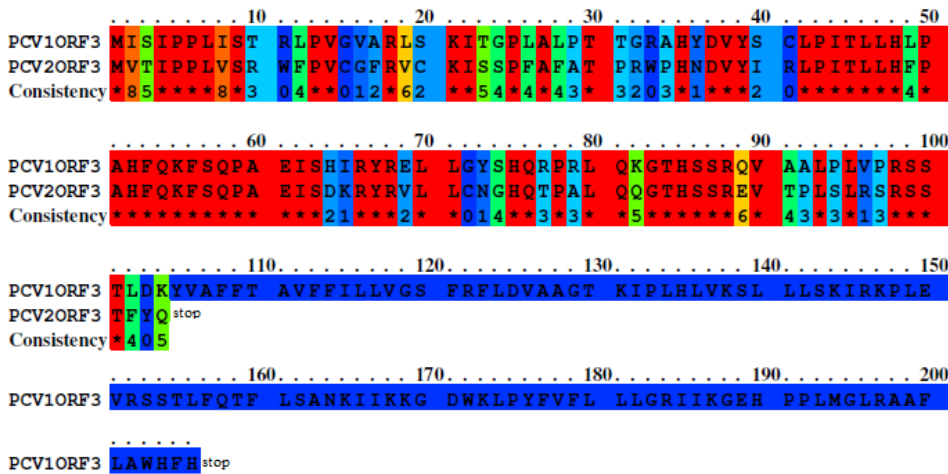 . . . . . . . . 10 . . . . . . . . 20 . . . . . . . . 30 . . . . . . . . 40 . . . . . . . . 50
PCV1ORF3 MISIPPLIST RLPVGVARLS KITGPLALPT TGRAHYDVYS CLPITLLHLP
PCV2ORF3 MVTIPPLVSR WFPVCGFRVC KISSPFAFAT PRWPHNDVYI RLPITLLHFP
Consistency *85****8*3 04**012*62 **54*4*43* 3203*1***2 0*******4*
. . . . . . . . 60 . . . . . . . . 70 . . . . . . . . 80 . . . . . . . . 90 . . . . . . . . 100
PCV1ORF3 AHFQKFSQPA EISHIRYREL LGYSHQRPRL QKGTHSSRQV AALPLVPRSS
PCV2ORF3 AHFQKFSQPA EISDKRYRVL LCNGHQTPAL QQGTHSSREV TPLSLRSRSS
Consistency ********** ***21***2* *014**3*3* *5******6* 43*3*13***
. . . . . . . . 110 . . . . . . . . 120 . . . . . . . . 130 . . . . . . . . 140 . . . . . . . . 150
PCV1ORF3 TLDKYVAFFT AVFFILLVGS FRFLDVAAGT KIPLHLVKSL LLSKIRKPLE
PCV2ORF3 TFYQ stop
Consistency *405
. . . . . . . . 160 . . . . . . . . 170 . . . . . . . . 180 . . . . . . . . 190 . . . . . . . . 200
PCV1ORF3 VRSSTLFQTF LSANKIIKKG DWKLPYFVFL LLGRIIKGEH PPLMGLRAAF
. . . . . .
PCV1ORF3 LAWHFH stop